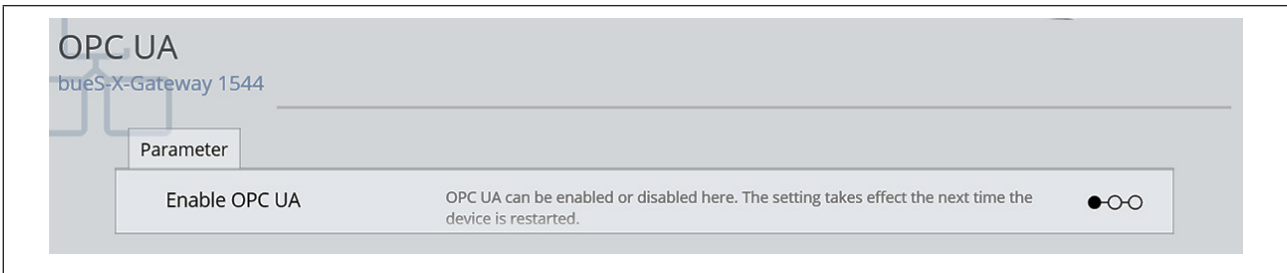 OPC UA
bueS-X-Gateway 1544
Parameter
Enable OPC UA
OPC UA can be enabled or disabled here. The setting takes effect the next time the
device is restarted.